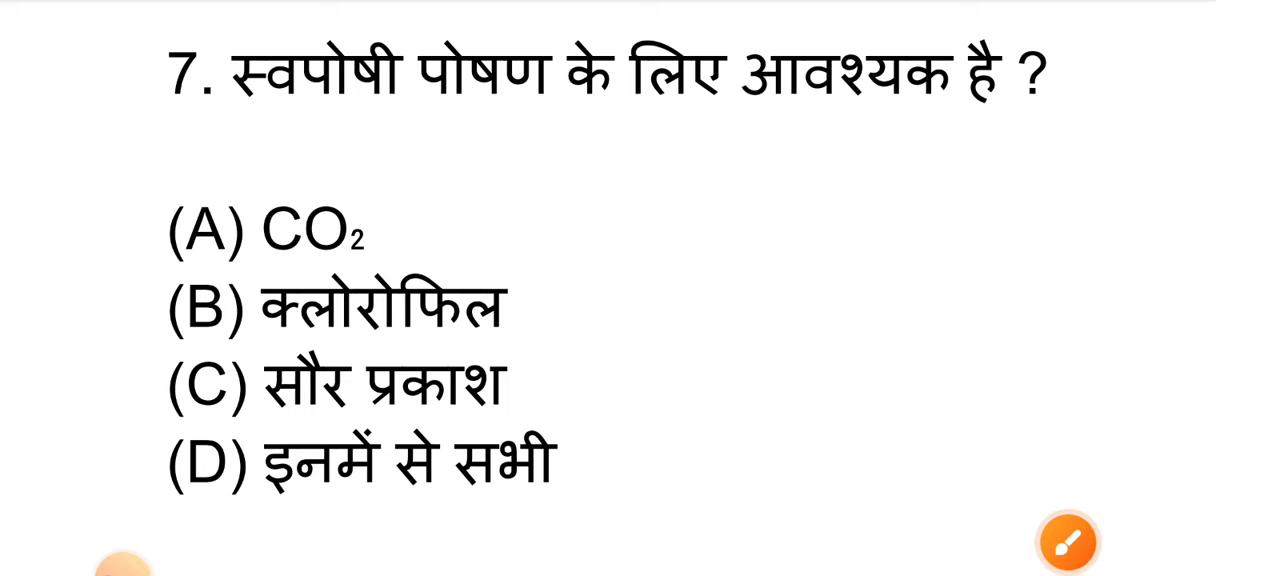 7. स्वपोषी पोषण के लिए आवश्यक है ?
(A) CO₂
(B) क्लोरोफिल
(C) सौर प्रकाश
(D) इनमें से सभी